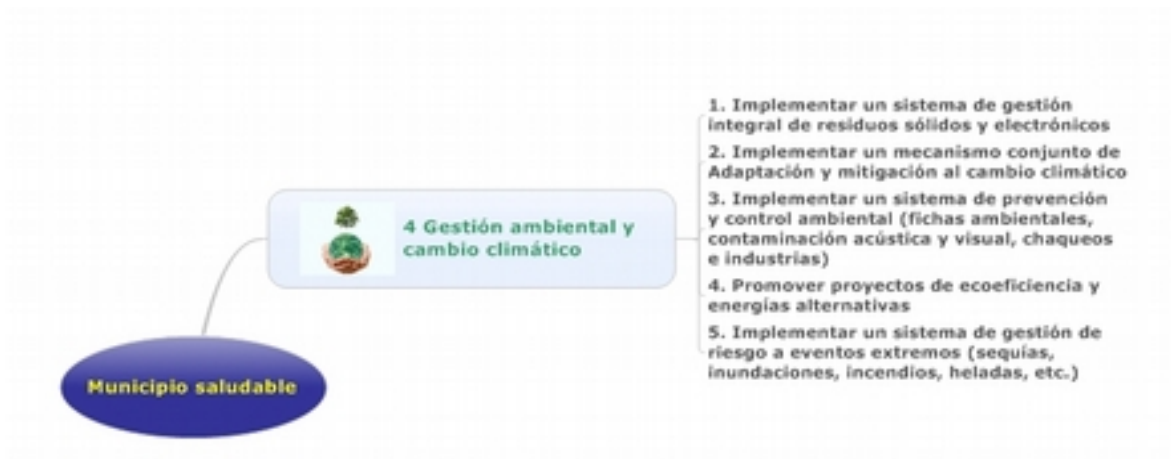 1. Implementar un sistema de gestión
integral de residuos sólidos y electrónicos
2. Implementar un mecanismo conjunto de
Adaptación y mitigación al cambio climático
3. Implementar un sistema de prevención
y control ambiental (fichas ambientales,
contaminación acústica y visual, chaqueos
e industrias)
4 Gestión ambiental y
cambio climático
4. Promover proyectos de ecoeficiencia y
energías alternativas
5. Implementar un sistema de gestión de
riesgo a eventos extremos (sequías,
inundaciones, incendios, heladas, etc.)
Municipio saludable